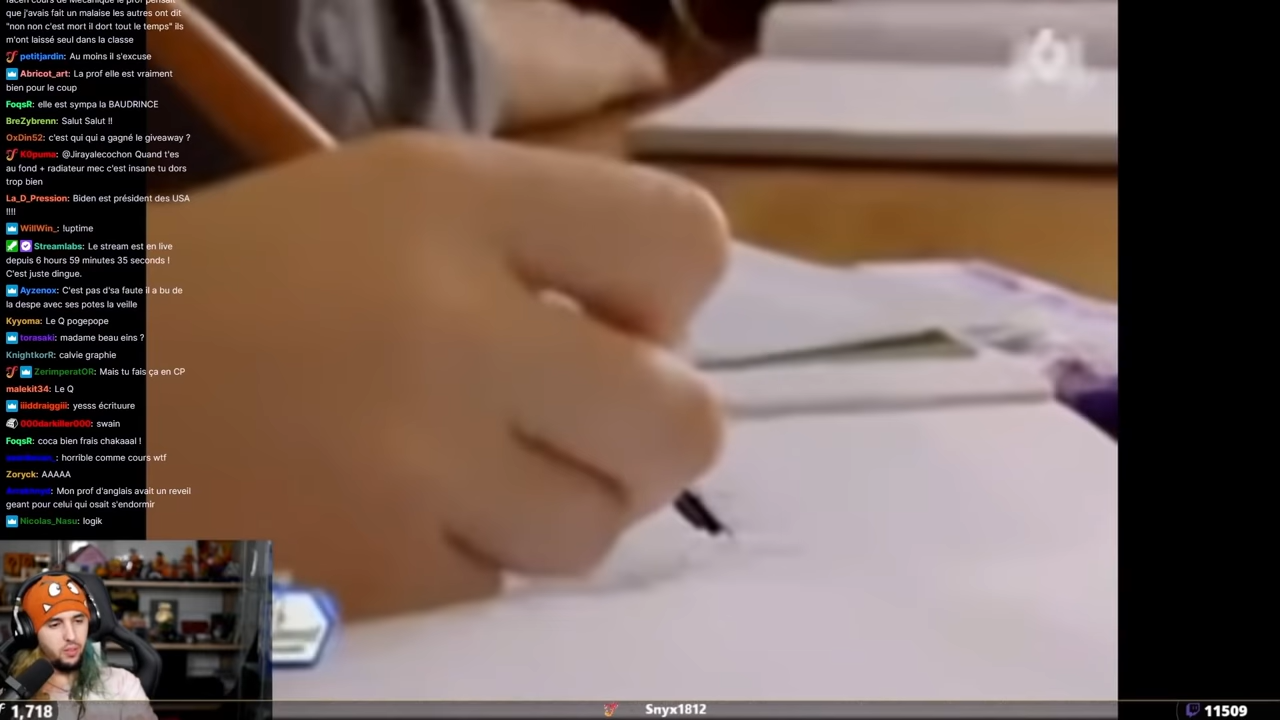 que j'avais fait un malaise les autres ont dit
"non non c'est mort il dort tout le temps" ils
m'ont laissé seul dans la classe
petitjardin: Au moins il s'excuse
Abricot_art: La prof elle est vraiment
bien pour le coup
FoqsR: elle est sympa la BAUDRINCE
BreZybrenn: Salut Salut !!
OxDin52: c'est qui qui a gagné le giveaway ?
K0puma: @Jirayalecochon Quand t'es
au fond + radiateur mec c'est insane tu dors
trop bien
La_D_Pression: Biden est président des USA
!!!!
WillWin_: !uptime
Streamlabs: Le stream est en live
depuis 6 hours 59 minutes 35 seconds !
C'est juste dingue.
Ayzenox: C'est pas d'sa faute il a bu de
la despe avec ses potes la veille
Kyyoma: Le Q pogepope
torasaki: madame beau eins ?
KnightkorR: calvie graphie
ZerimperatOR: Mais tu fais ça en CP
malekit34: Le Q
iiiddraiggiii: yesss écrituure
000darkiller000: swain
FoqsR: coca bien frais chakaaal !
: horrible comme cours wtf
Zoryck: AAAAA
: Mon prof d'anglais avait un reveil
geant pour celui qui osait s'endormir
Nicolas_Nasu: logik
6
1,718
Snyx1812
11509